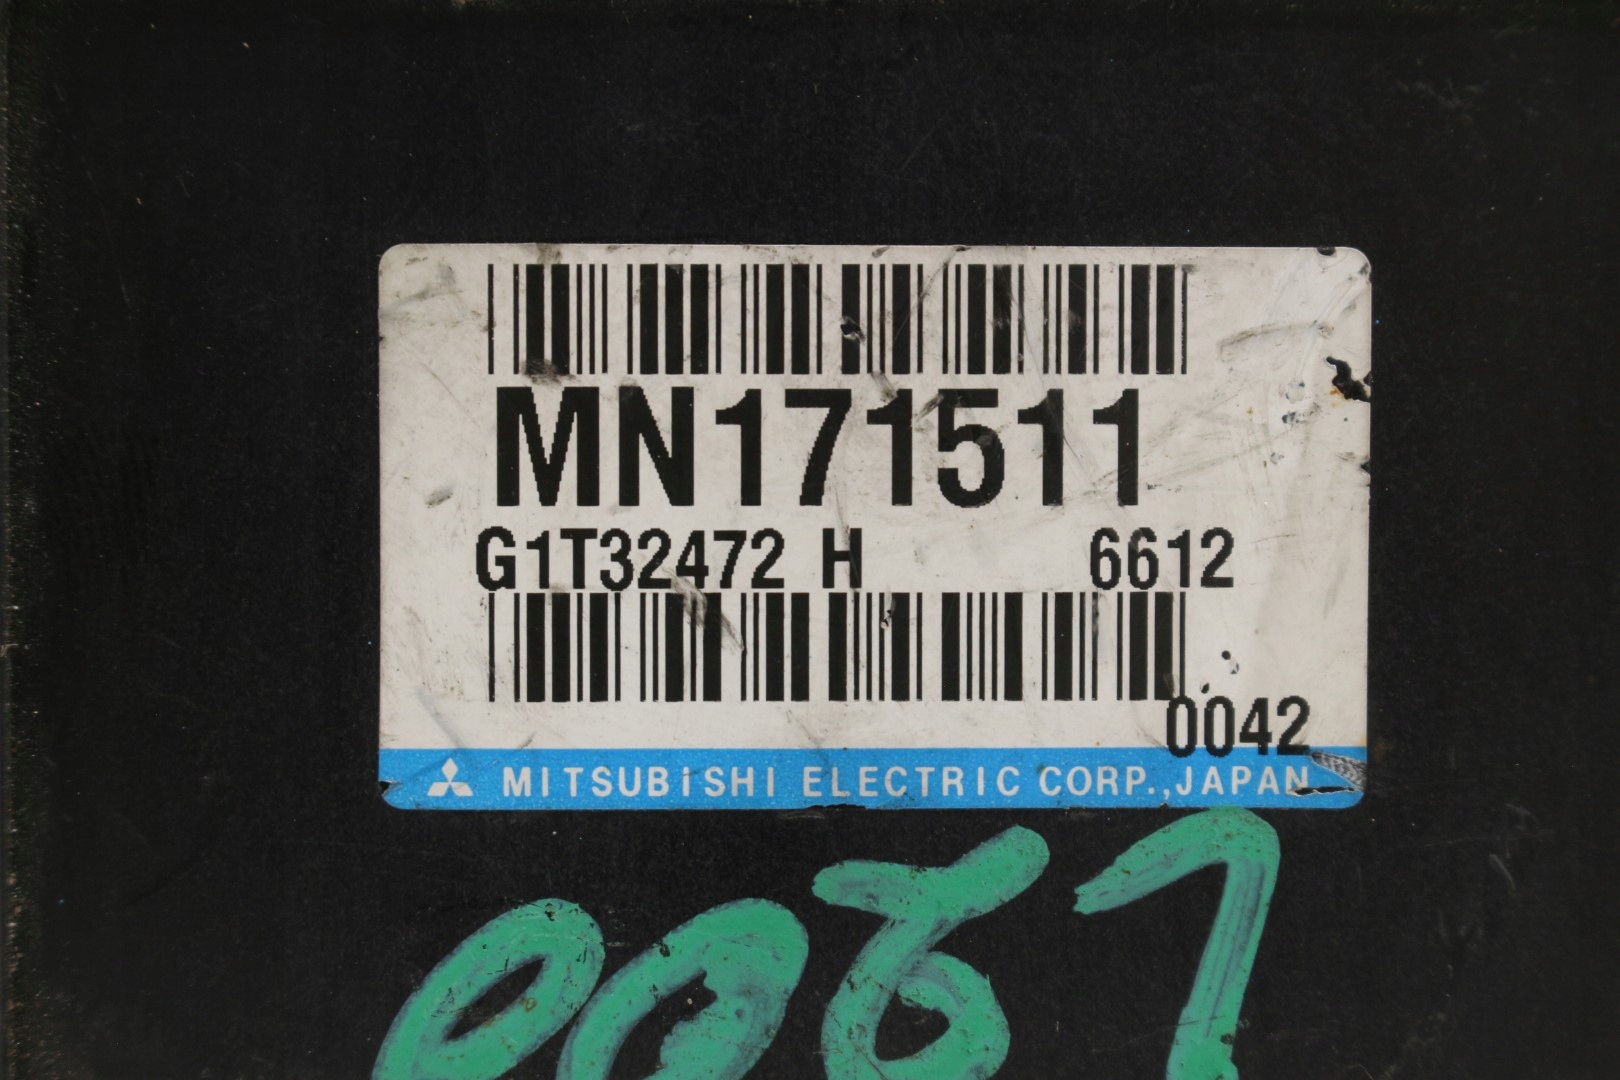 MN171511
G1T32472 H 6612
0042
MITSUBISHI ELECTRIC CORP., JAPAN